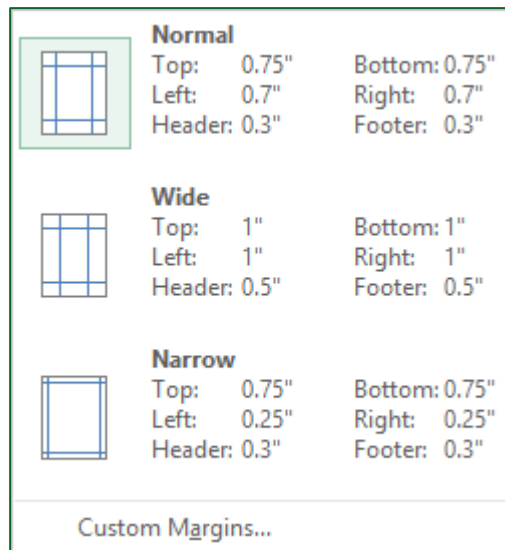 Normal
Top: 0.75" Bottom: 0.75"
Left: 0.7" Right: 0.7"
Header: 0.3" Footer: 0.3"
Wide
Top: 1" Bottom: 1"
Left: 1" Right: 1"
Header: 0.5" Footer: 0.5"
Narrow
Top: 0.75" Bottom: 0.75"
Left: 0.25" Right: 0.25"
Header: 0.3" Footer: 0.3"
Custom Margins...